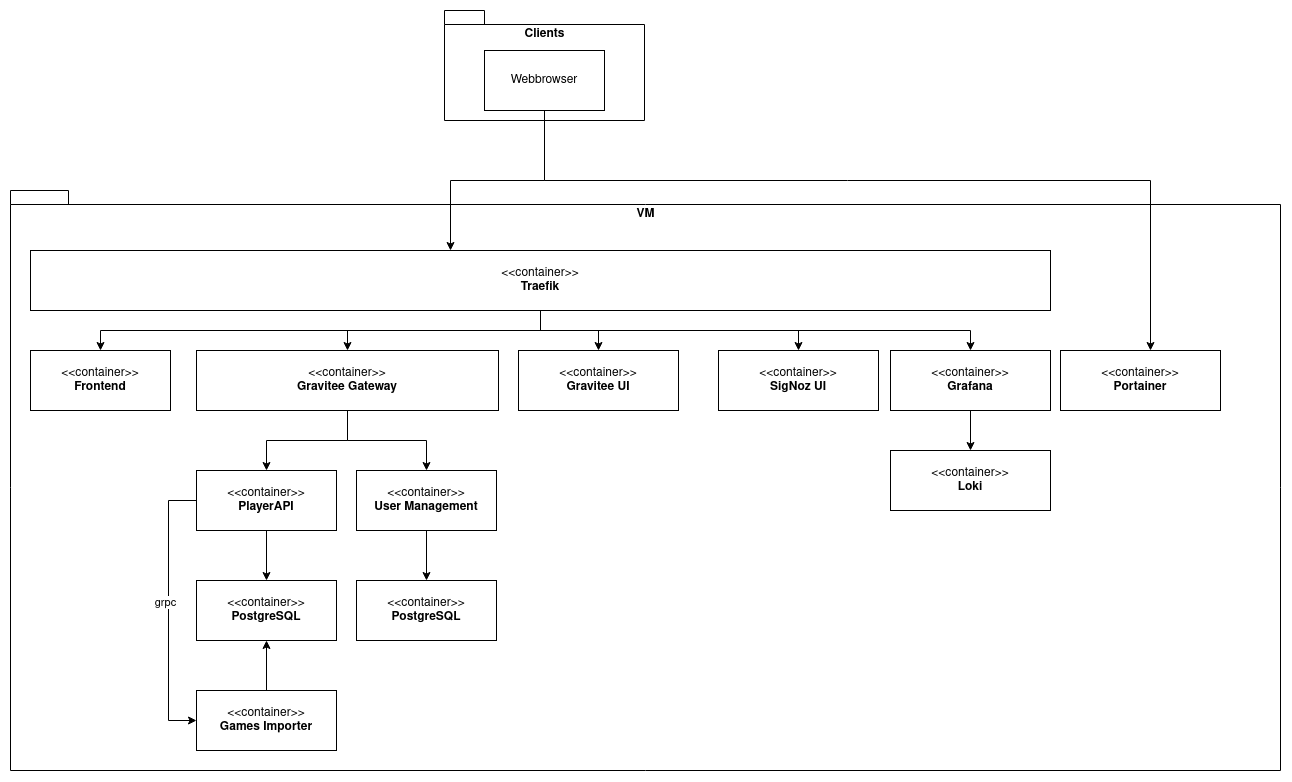 Clients
Webbrowser
VM
<<container>>
Traefik
<<container>>
Frontend
<<container>>
Gravitee Gateway
<<container>>
Gravitee UI
<<container>>
SigNoz UI
<<container>>
Grafana
<<container>>
Portainer
<<container>>
PlayerAPI
<<container>>
User Management
<<container>>
Loki
grpc
<<container>>
PostgreSQL
<<container>>
PostgreSQL
<<container>>
Games Importer